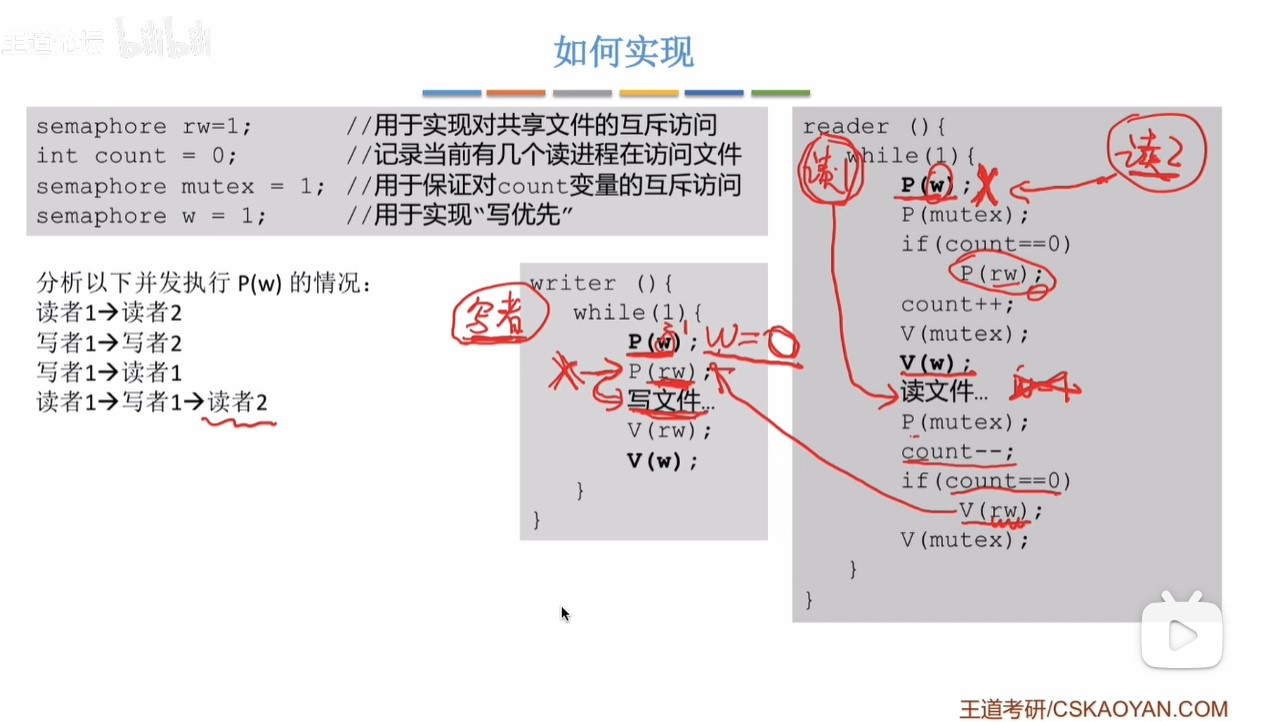 王道论坛 bilibili
如何实现
semaphore rw=1; //用于实现对共享文件的互斥访问
int count = 0; //记录当前有几个读进程在访问文件
semaphore mutex = 1; //用于保证对count变量的互斥访问
semaphore w = 1; //用于实现“写优先”
分析以下并发执行 P(w) 的情况：
读者1→读者2
写者1→写者2
写者1→读者1
读者1→写者1→读者2
写者
writer (){
while(1){
P(w); w=0
P(rw);
写文件…
V(rw);
V(w);
}
}
读1
读2
reader (){
while(1){
P(w);
P(mutex);
if(count==0)
P(rw);
count++;
V(mutex);
V(w);
读文件…
P(mutex);
count--;
if(count==0)
V(rw);
V(mutex);
}
}
王道考研/CSKAOYAN.COM